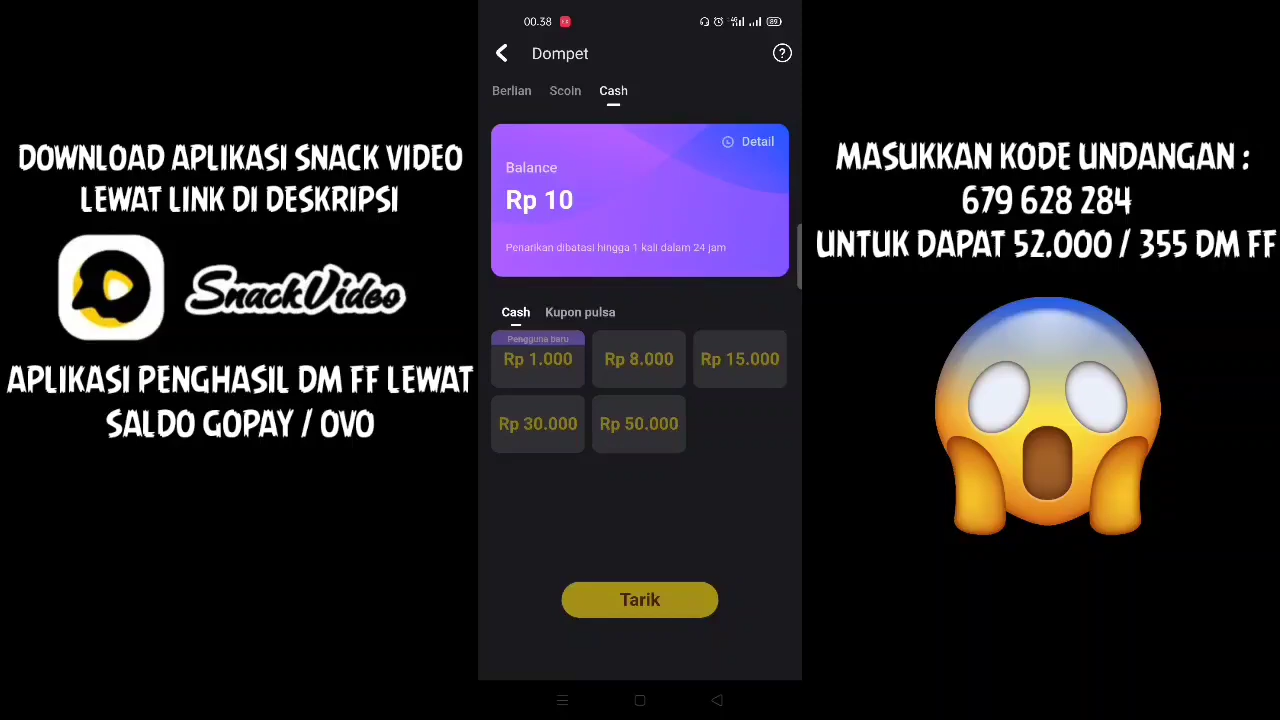 DOWNLOAD APLIKASI SNACK VIDEO
LEWAT LINK DI DESKRIPSI
SnackVideo
APLIKASI PENGHASIL DM FF LEWAT
SALDO GOPAY / OVO
00.38
89
Dompet
?
Berlian Scoin Cash
Detail
Balance
Rp 10
Penarikan dibatasi hingga 1 kali dalam 24 jam
Cash Kupon pulsa
Pengguna baru
Rp 1.000 Rp 8.000 Rp 15.000
Rp 30.000 Rp 50.000
Tarik
MASUKKAN KODE UNDANGAN :
679 628 284
UNTUK DAPAT 52.000 / 355 DM FF